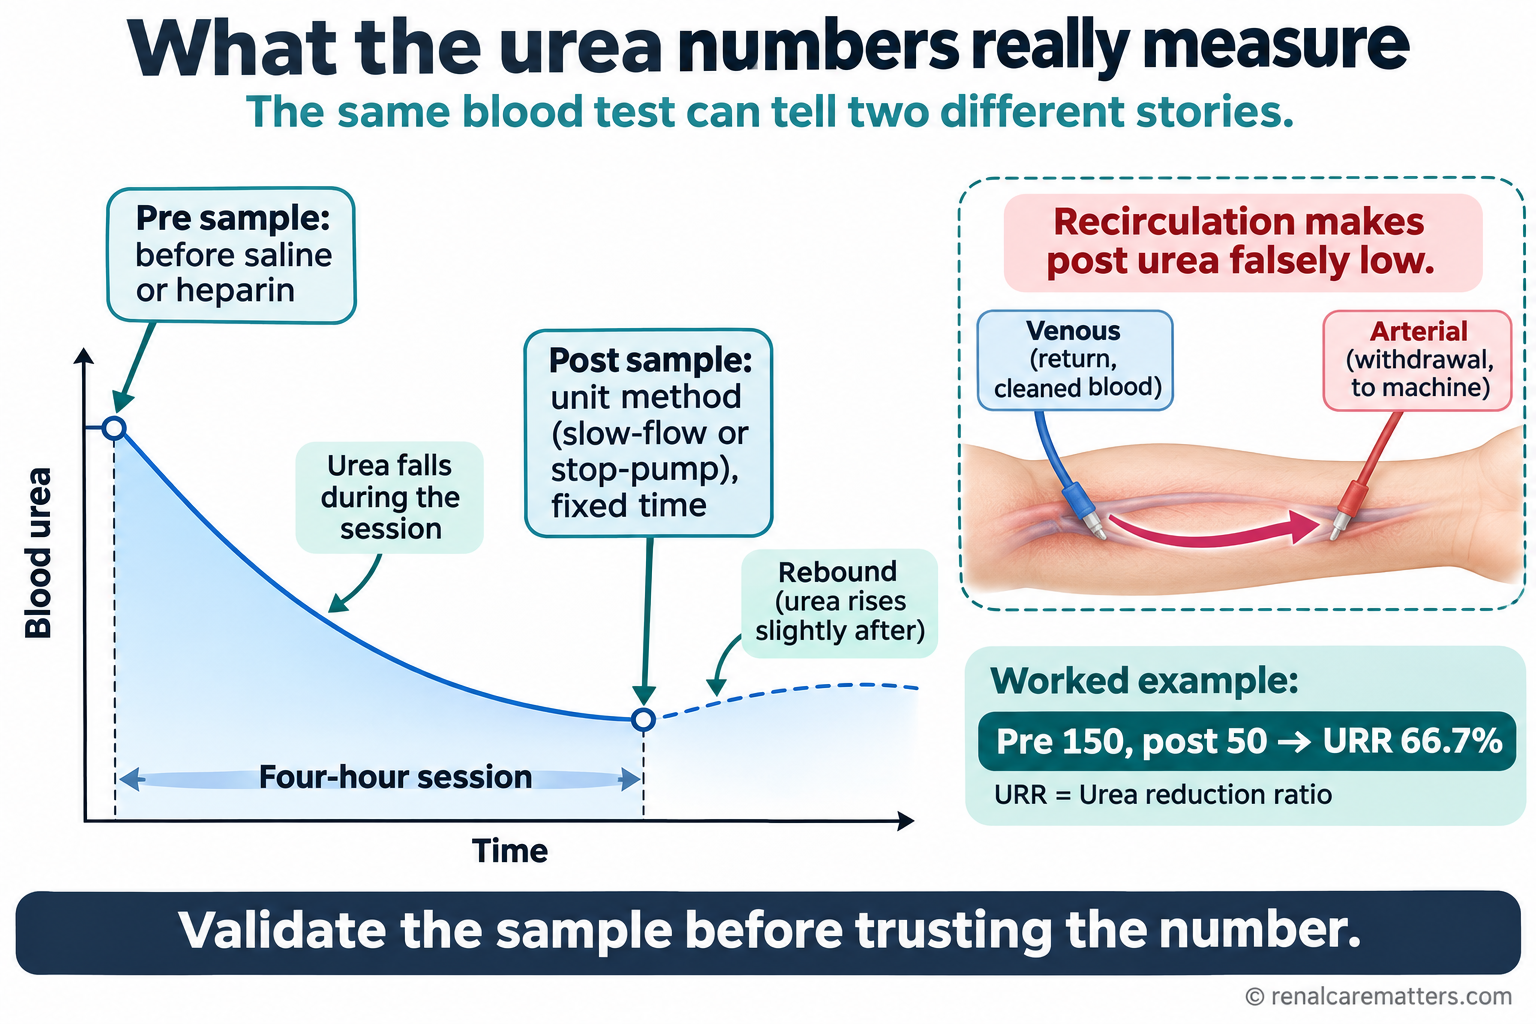 What the urea numbers really measure
The same blood test can tell two different stories.
Pre sample:
before saline
or heparin
Post sample:
unit method
(slow-flow or
stop-pump),
fixed time
Urea falls
during the
session
Rebound
(urea rises
slightly after)
Blood urea
Four-hour session
Time
Recirculation makes
post urea falsely low.
Venous
(return,
cleaned blood)
Arterial
(withdrawal,
to machine)
Worked example:
Pre 150, post 50 → URR 66.7%
URR = Urea reduction ratio
Validate the sample before trusting the number.
© renalcarematters.com